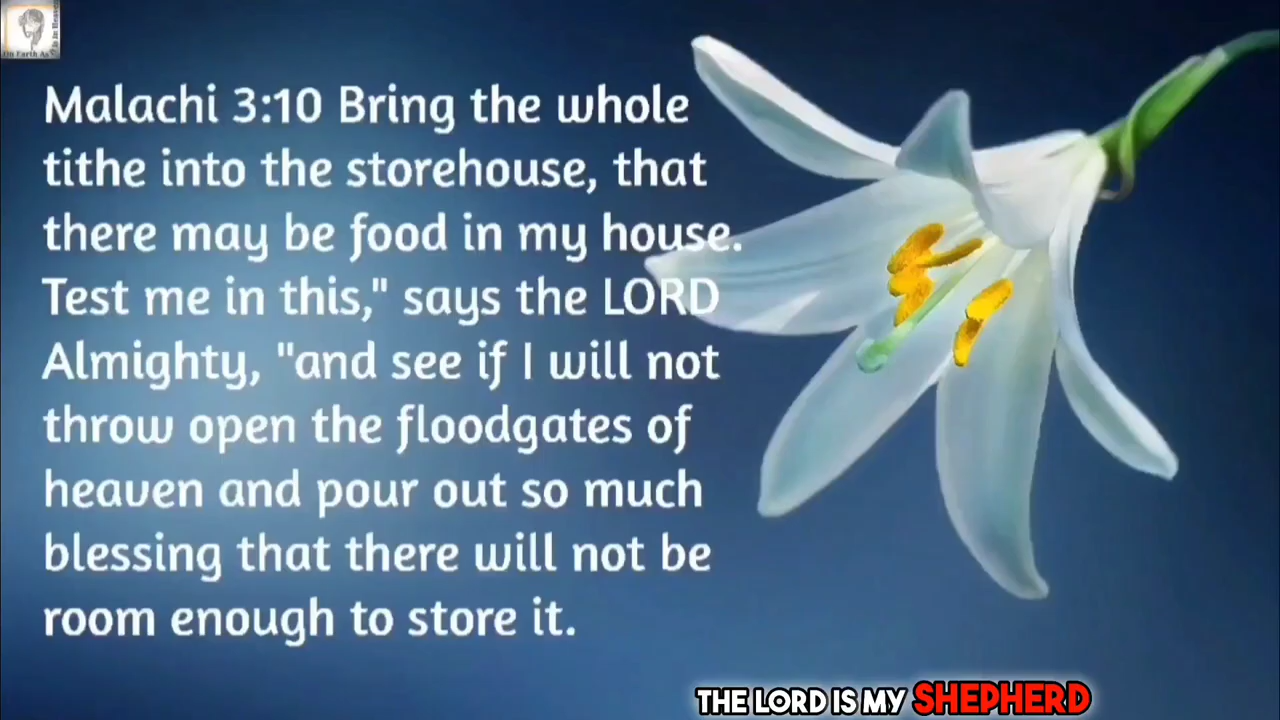 On Earth As
Malachi 3:10 Bring the whole
tithe into the storehouse, that
there may be food in my house.
Test me in this," says the LORD
Almighty, "and see if I will not
throw open the floodgates of
heaven and pour out so much
blessing that there will not be
room enough to store it.
THE LORD IS MY SHEPHERD